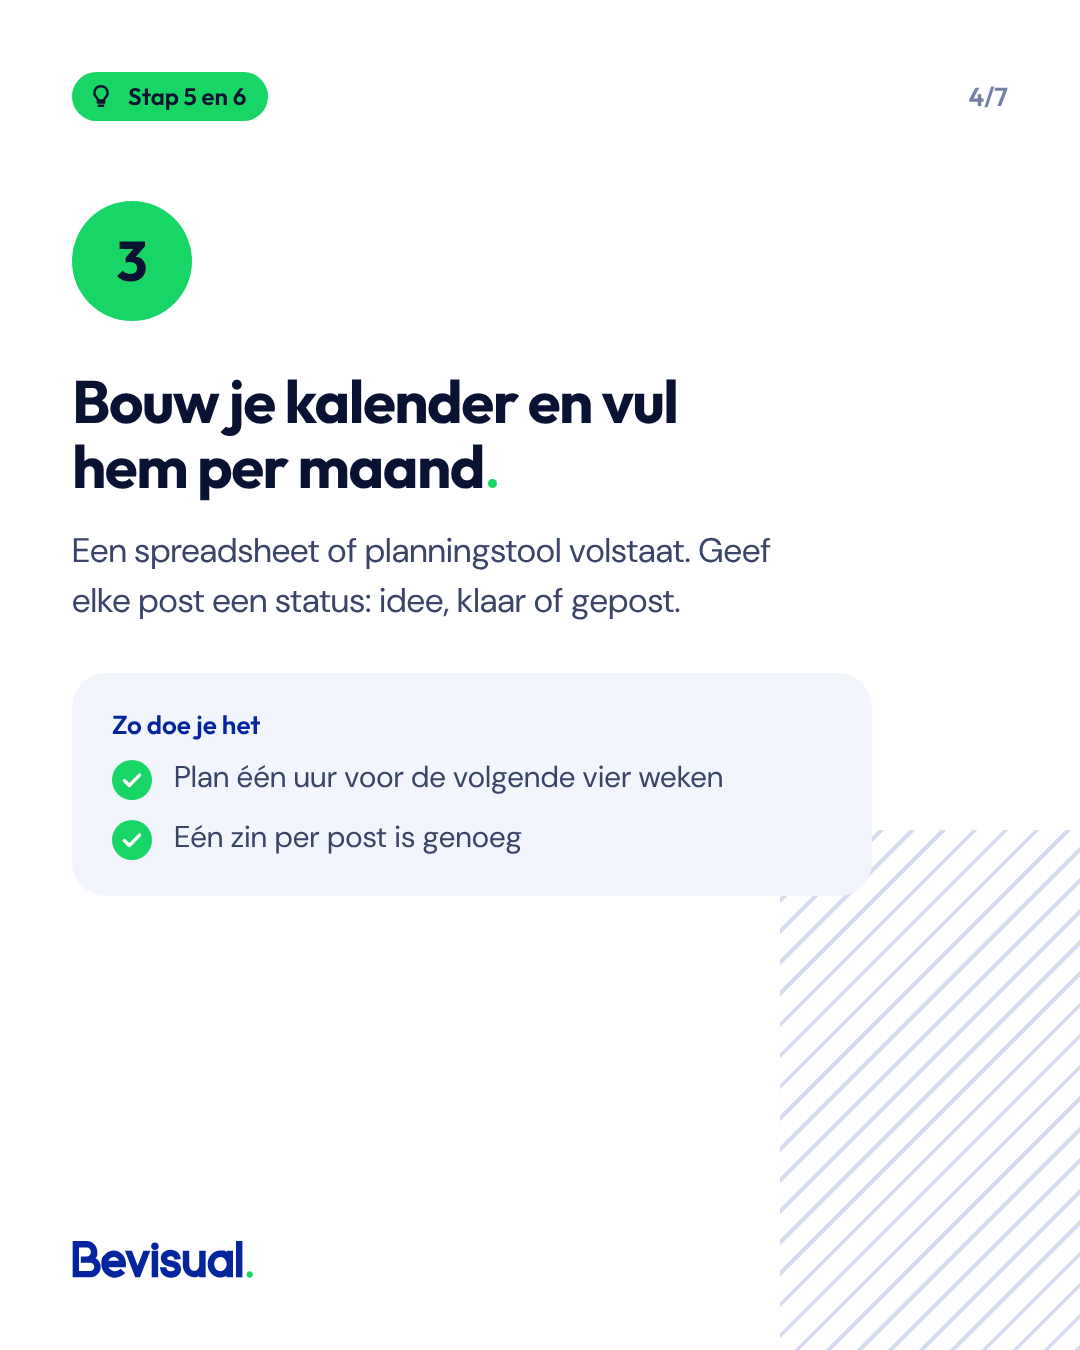 Stap 5 en 6
4/7
3
Bouw je kalender en vul
hem per maand.
Een spreadsheet of planningstool volstaat. Geef
elke post een status: idee, klaar of gepost.
Zo doe je het
Plan één uur voor de volgende vier weken
Eén zin per post is genoeg
Bevisual.